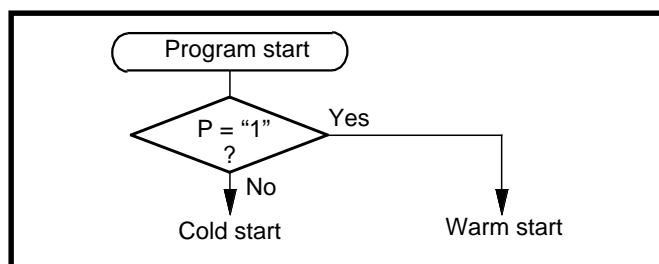 Program start
P = “1”
?
Yes
No
Cold start
Warm start